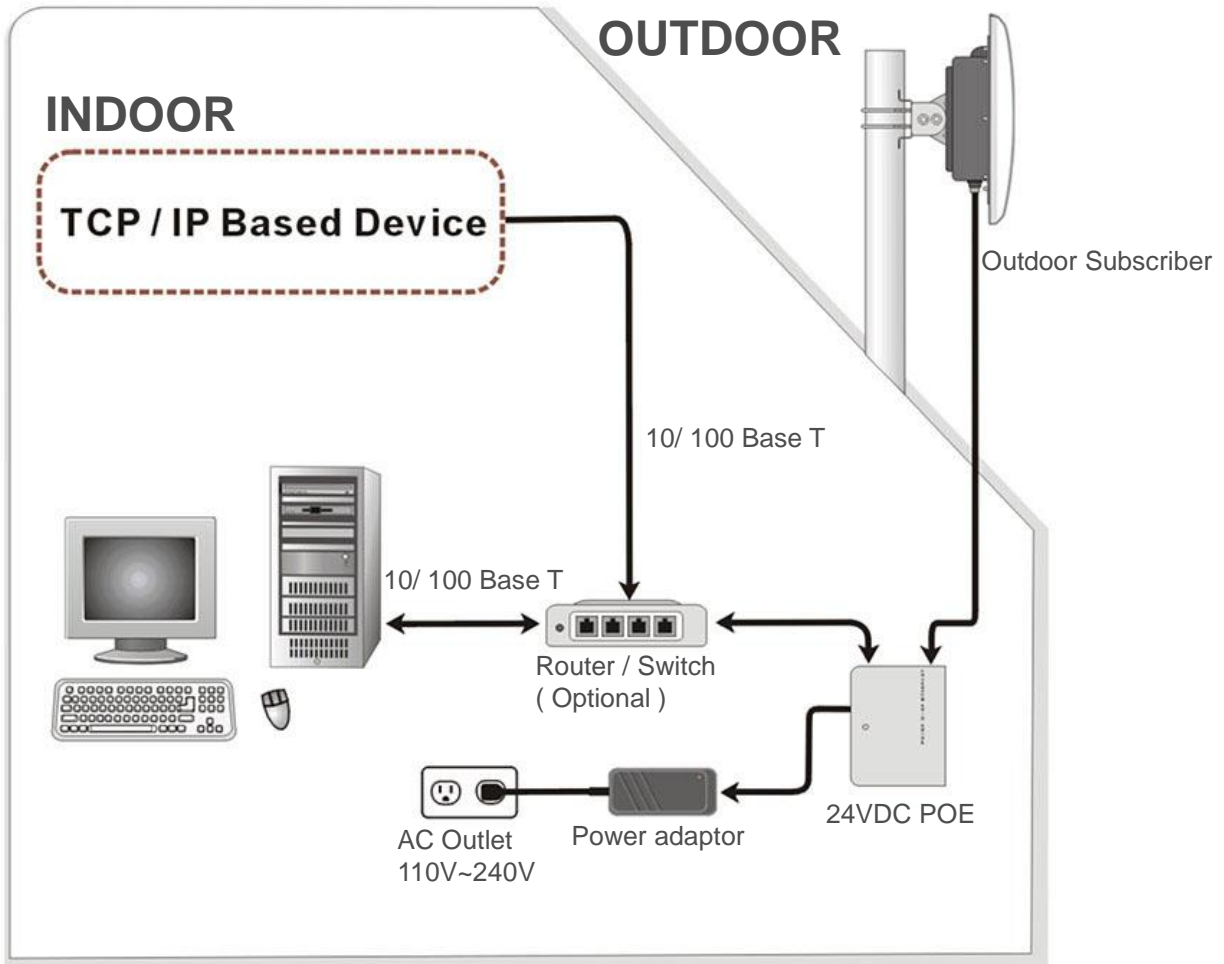 OUTDOOR
INDOOR
TCP / IP Based Device
Outdoor Subscriber
10/ 100 Base T
10/ 100 Base T
Router / Switch
( Optional )
24VDC POE
Power adaptor
AC Outlet
110V~240V